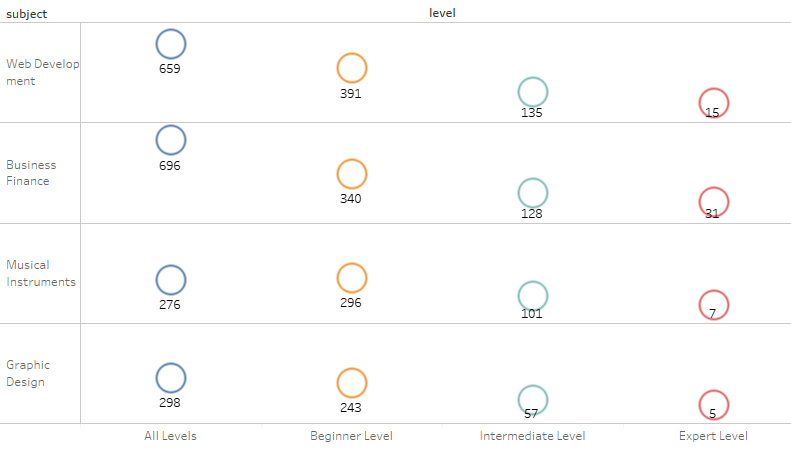 subject
level
Web Develop
ment
659
391
135
15
Business
Finance
696
340
128
31
Musical
Instruments
276
296
101
7
Graphic
Design
298
243
57
5
All Levels
Beginner Level
Intermediate Level
Expert Level